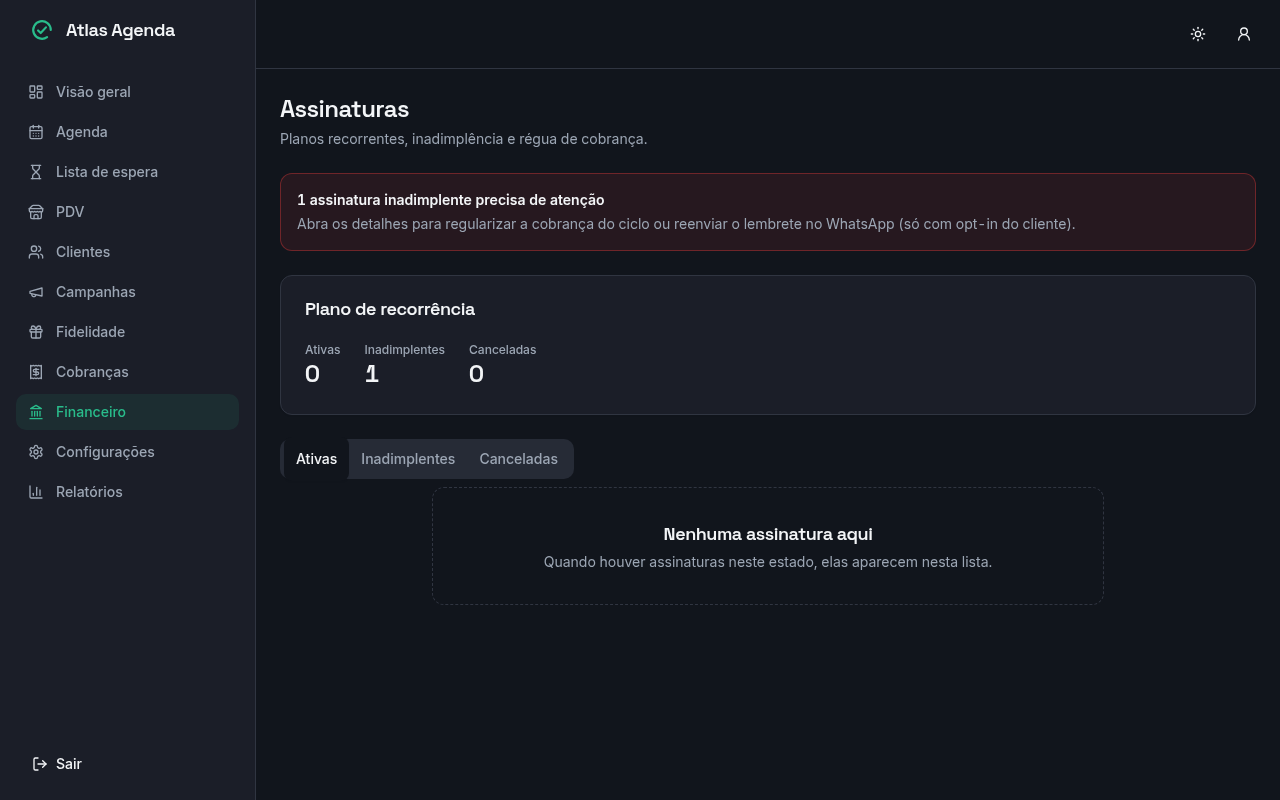 Atlas Agenda
Visão geral
Agenda
Lista de espera
PDV
Clientes
Campanhas
Fidelidade
Cobranças
Financeiro
Configurações
Relatórios
Sair
Assinaturas
Planos recorrentes, inadimplência e régua de cobrança.
1 assinatura inadimplente precisa de atenção
Abra os detalhes para regularizar a cobrança do ciclo ou reenviar o lembrete no WhatsApp (só com opt-in do cliente).
Plano de recorrência
Ativas Inadimplentes Canceladas
0 1 0
Ativas Inadimplentes Canceladas
Nenhuma assinatura aqui
Quando houver assinaturas neste estado, elas aparecem nesta lista.